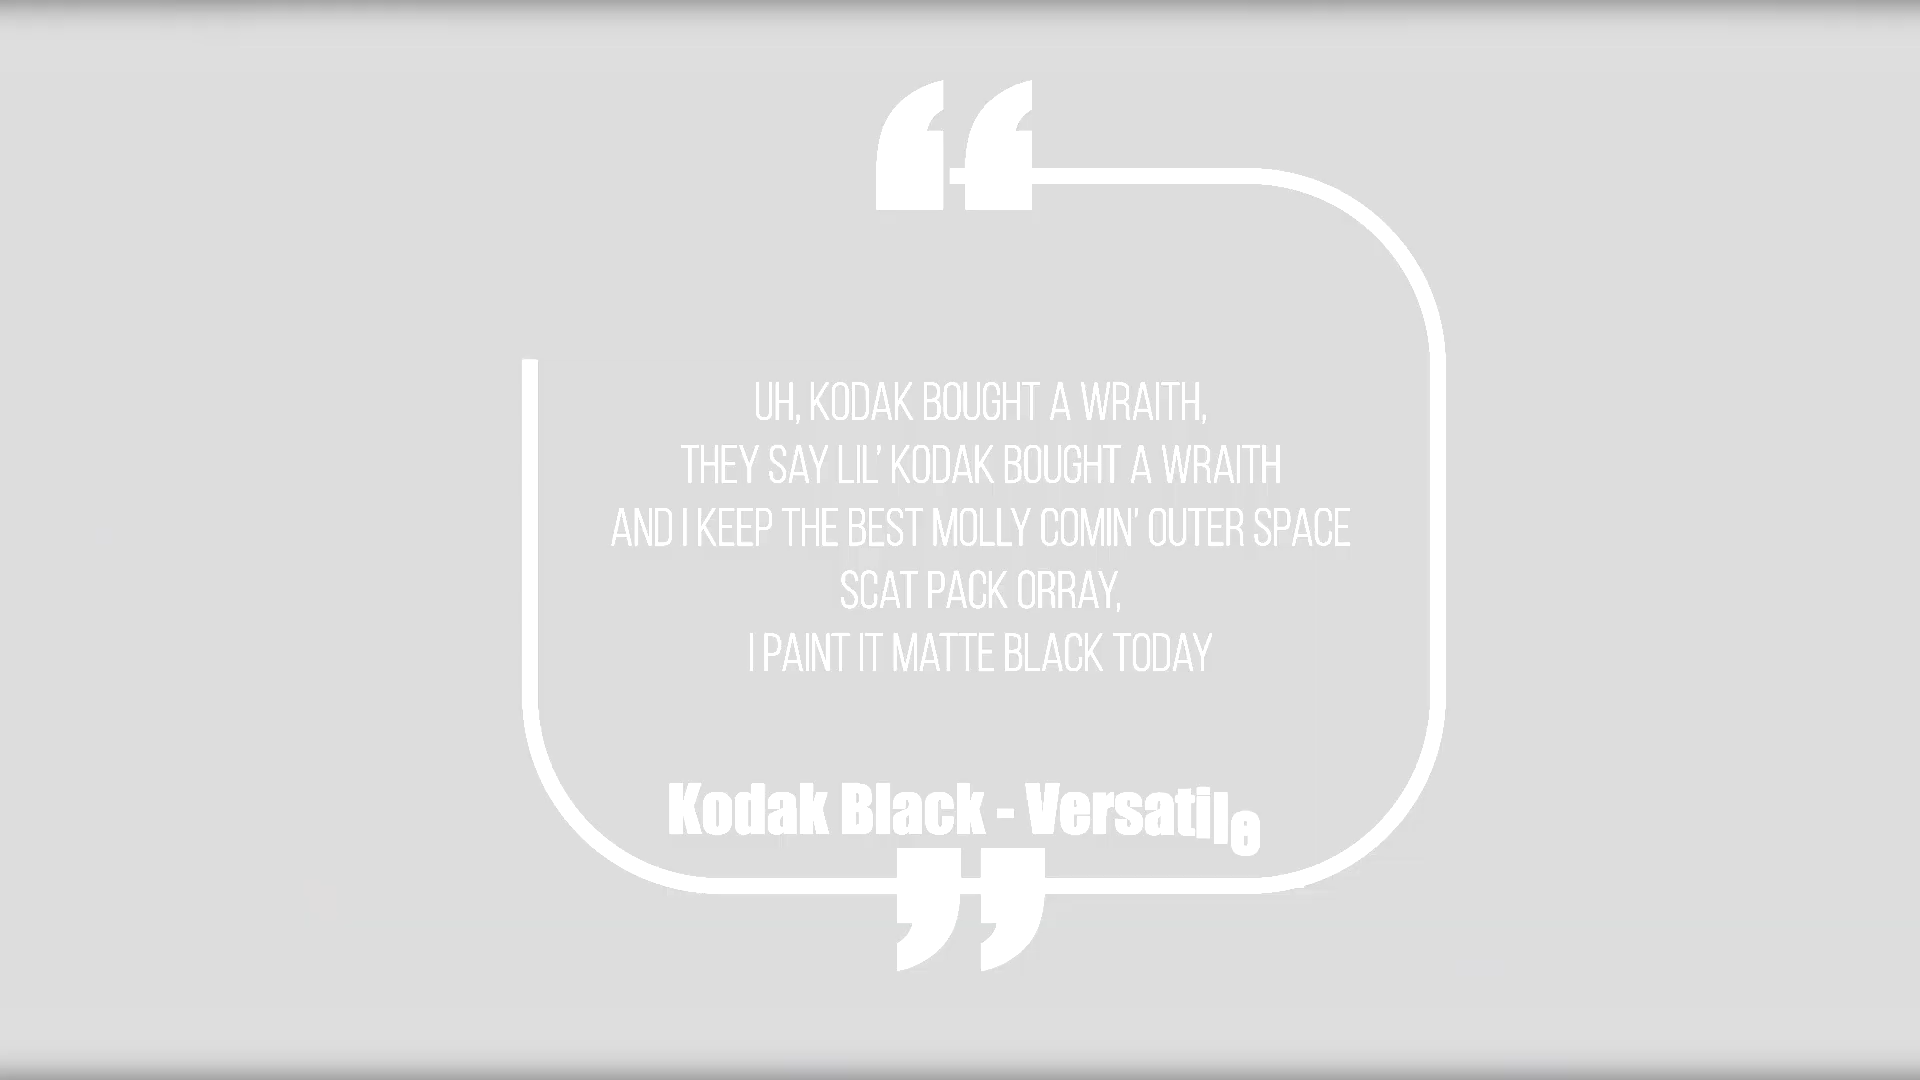 UH, KODAK BOUGHT A WRAITH,
THEY SAY LIL' KODAK BOUGHT A WRAITH
AND I KEEP THE BEST MOLLY COMIN' OUTER SPACE
SCAT PACK ORRAY,
I PAINT IT MATTE BLACK TODAY
Kodak Black - Versatile